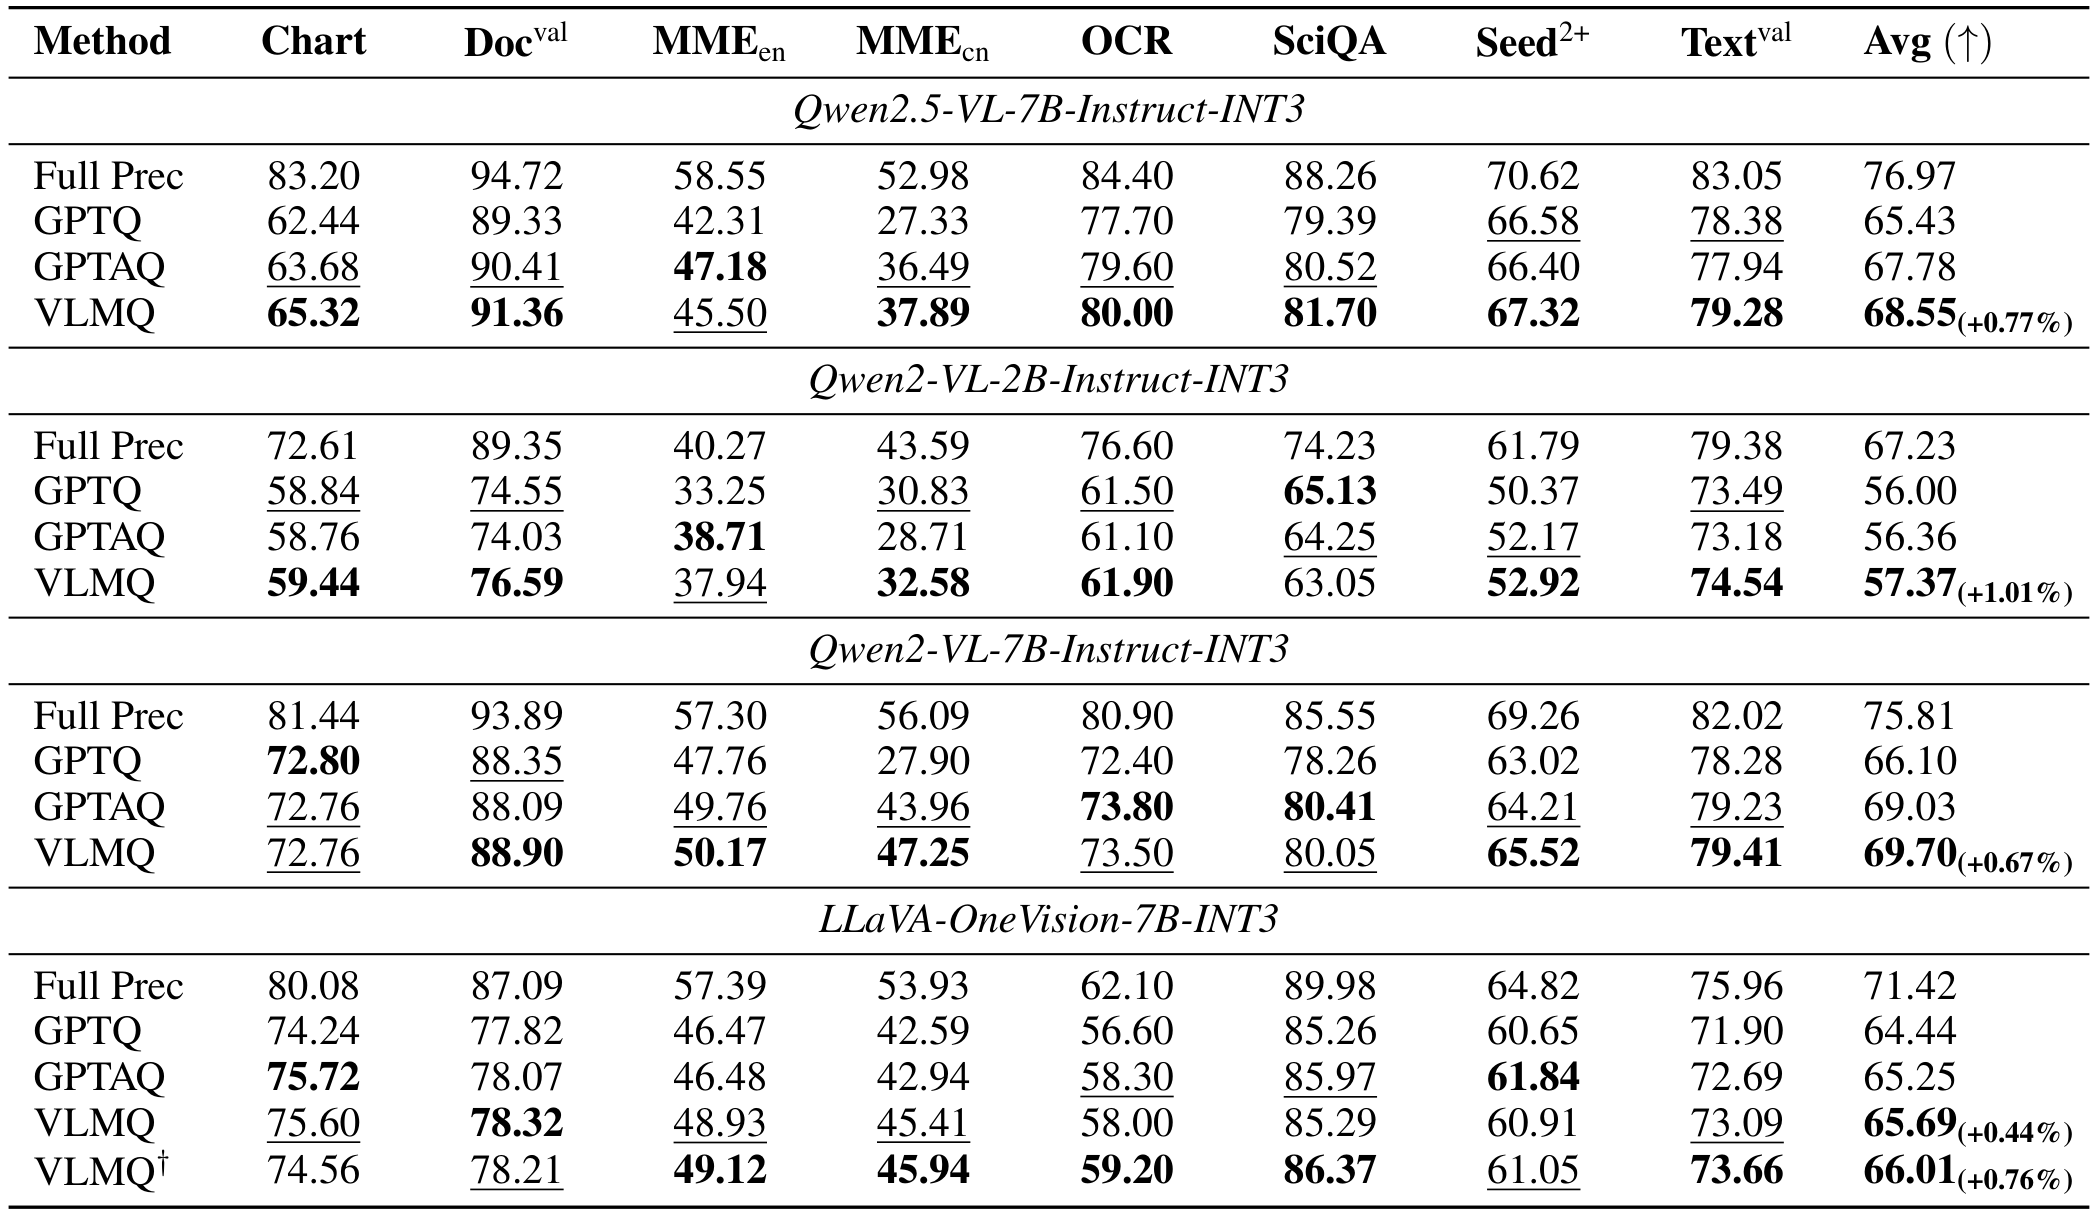 Method Chart Doc^val MME_en MME_cn OCR SciQA Seed^2+ Text^val Avg (↑)
Qwen2.5-VL-7B-Instruct-INT3
Full Prec 83.20 94.72 58.55 52.98 84.40 88.26 70.62 83.05 76.97
GPTQ 62.44 89.33 42.31 27.33 77.70 79.39 66.58 78.38 65.43
GPTAQ 63.68 90.41 47.18 36.49 79.60 80.52 66.40 77.94 67.78
VLMQ 65.32 91.36 45.50 37.89 80.00 81.70 67.32 79.28 68.55(+0.77%)
Qwen2-VL-2B-Instruct-INT3
Full Prec 72.61 89.35 40.27 43.59 76.60 74.23 61.79 79.38 67.23
GPTQ 58.84 74.55 33.25 30.83 61.50 65.13 50.37 73.49 56.00
GPTAQ 58.76 74.03 38.71 28.71 61.10 64.25 52.17 73.18 56.36
VLMQ 59.44 76.59 37.94 32.58 61.90 63.05 52.92 74.54 57.37(+1.01%)
Qwen2-VL-7B-Instruct-INT3
Full Prec 81.44 93.89 57.30 56.09 80.90 85.55 69.26 82.02 75.81
GPTQ 72.80 88.35 47.76 27.90 72.40 78.26 63.02 78.28 66.10
GPTAQ 72.76 88.09 49.76 43.96 73.80 80.41 64.21 79.23 69.03
VLMQ 72.76 88.90 50.17 47.25 73.50 80.05 65.52 79.41 69.70(+0.67%)
LLaVA-OneVision-7B-INT3
Full Prec 80.08 87.09 57.39 53.93 62.10 89.98 64.82 75.96 71.42
GPTQ 74.24 77.82 46.47 42.59 56.60 85.26 60.65 71.90 64.44
GPTAQ 75.72 78.07 46.48 42.94 58.30 85.97 61.84 72.69 65.25
VLMQ 75.60 78.32 48.93 45.41 58.00 85.29 60.91 73.09 65.69(+0.44%)
VLMQ† 74.56 78.21 49.12 45.94 59.20 86.37 61.05 73.66 66.01(+0.76%)